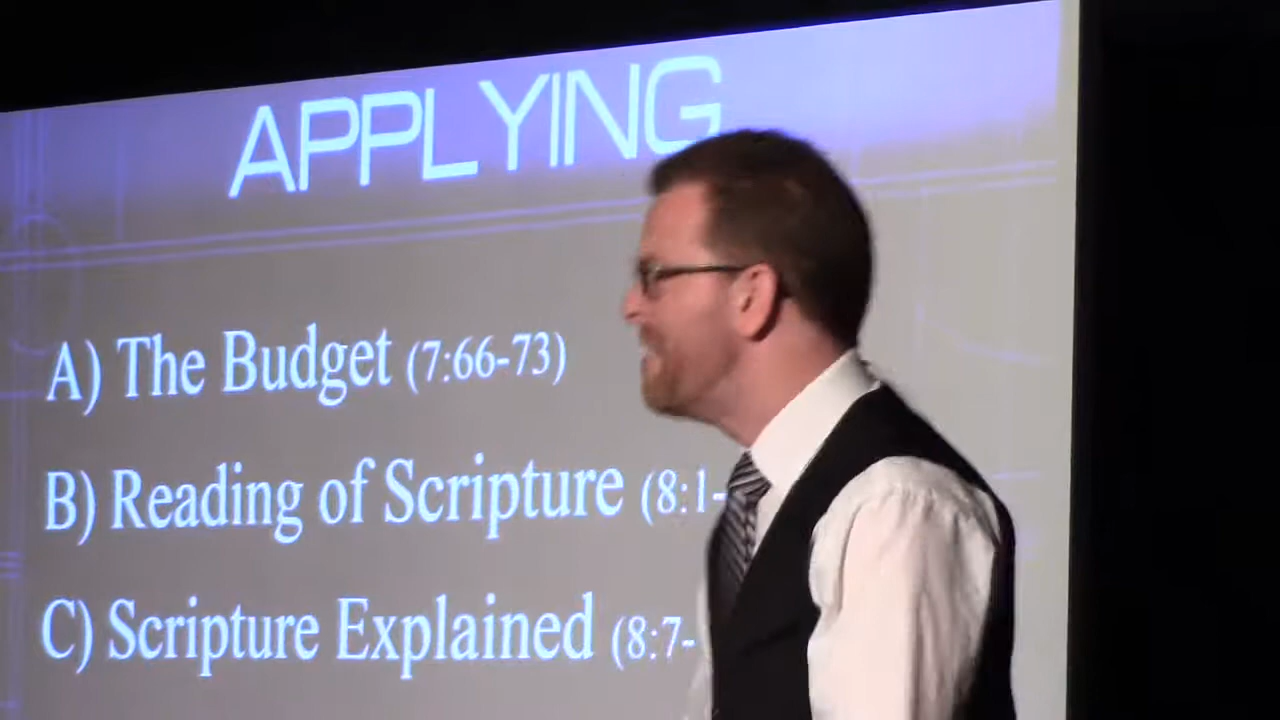 APPLYING
A) The Budget (7:66-73)
B) Reading of Scripture (8:1-
C) Scripture Explained (8:7-